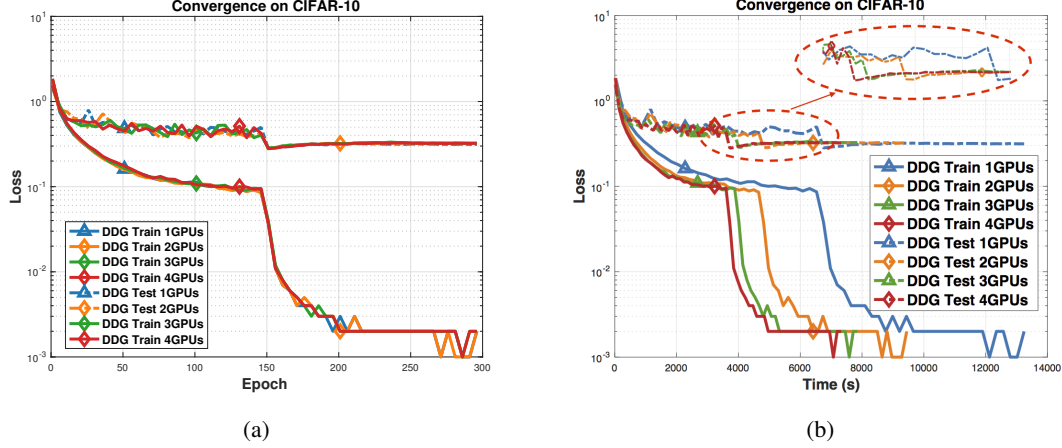 Convergence on CIFAR-10
10^1
10^0
10^-1
10^-2
10^-3
Loss
DDG Train 1GPUs
DDG Train 2GPUs
DDG Train 3GPUs
DDG Train 4GPUs
DDG Test 1GPUs
DDG Test 2GPUs
DDG Train 3GPUs
DDG Train 4GPUs
0 50 100 150 200 250 300
Epoch
(a)
Convergence on CIFAR-10
10^1
10^0
10^-1
10^-2
10^-3
Loss
DDG Train 1GPUs
DDG Train 2GPUs
DDG Train 3GPUs
DDG Train 4GPUs
DDG Test 1GPUs
DDG Test 2GPUs
DDG Test 3GPUs
DDG Test 4GPUs
0 2000 4000 6000 8000 10000 12000 14000
Time (s)
(b)